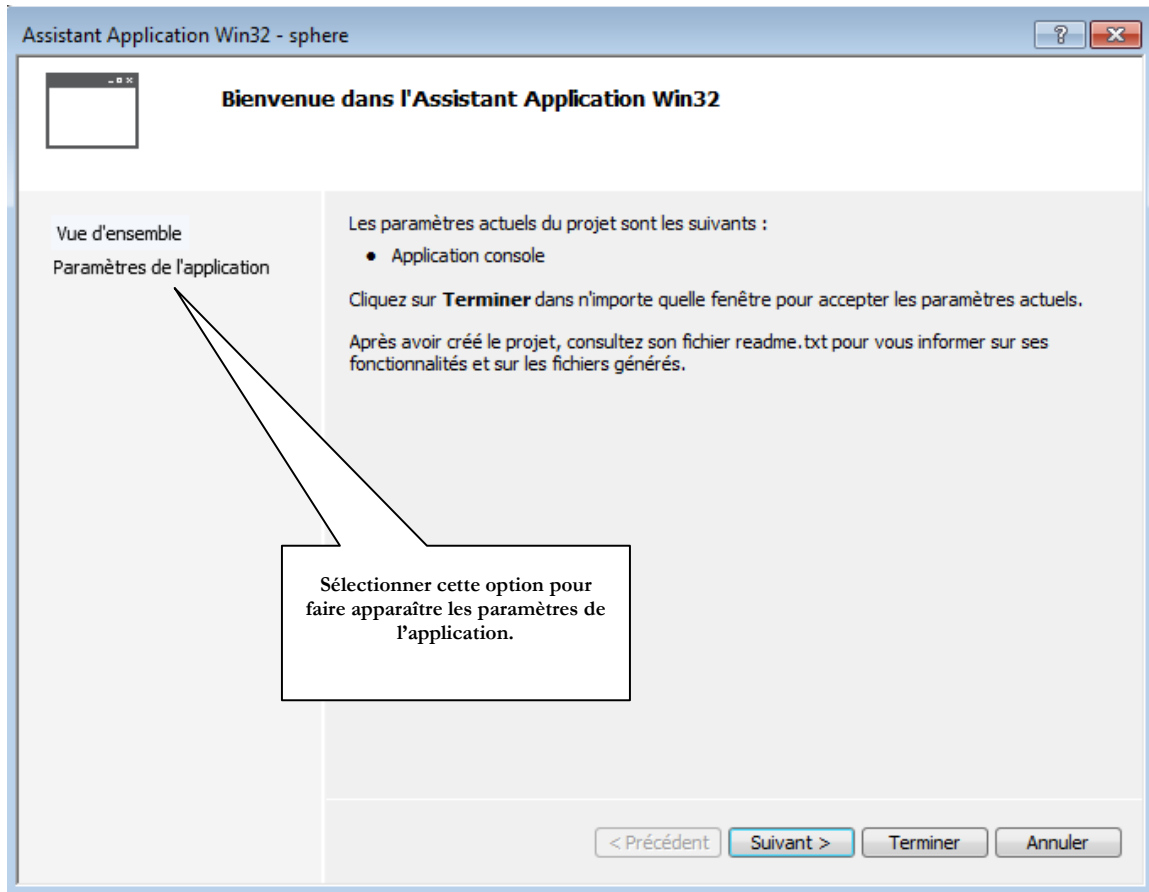 Assistant Application Win32 - sphere
Bienvenue dans l'Assistant Application Win32
Vue d'ensemble
Paramètres de l'application
Les paramètres actuels du projet sont les suivants :
• Application console
Cliquez sur Terminer dans n'importe quelle fenêtre pour accepter les paramètres actuels.
Après avoir créé le projet, consultez son fichier readme.txt pour vous informer sur ses
fonctionnalités et sur les fichiers générés.
Sélectionner cette option pour
faire apparaître les paramètres de
l’application.
< Précédent
Suivant >
Terminer
Annuler